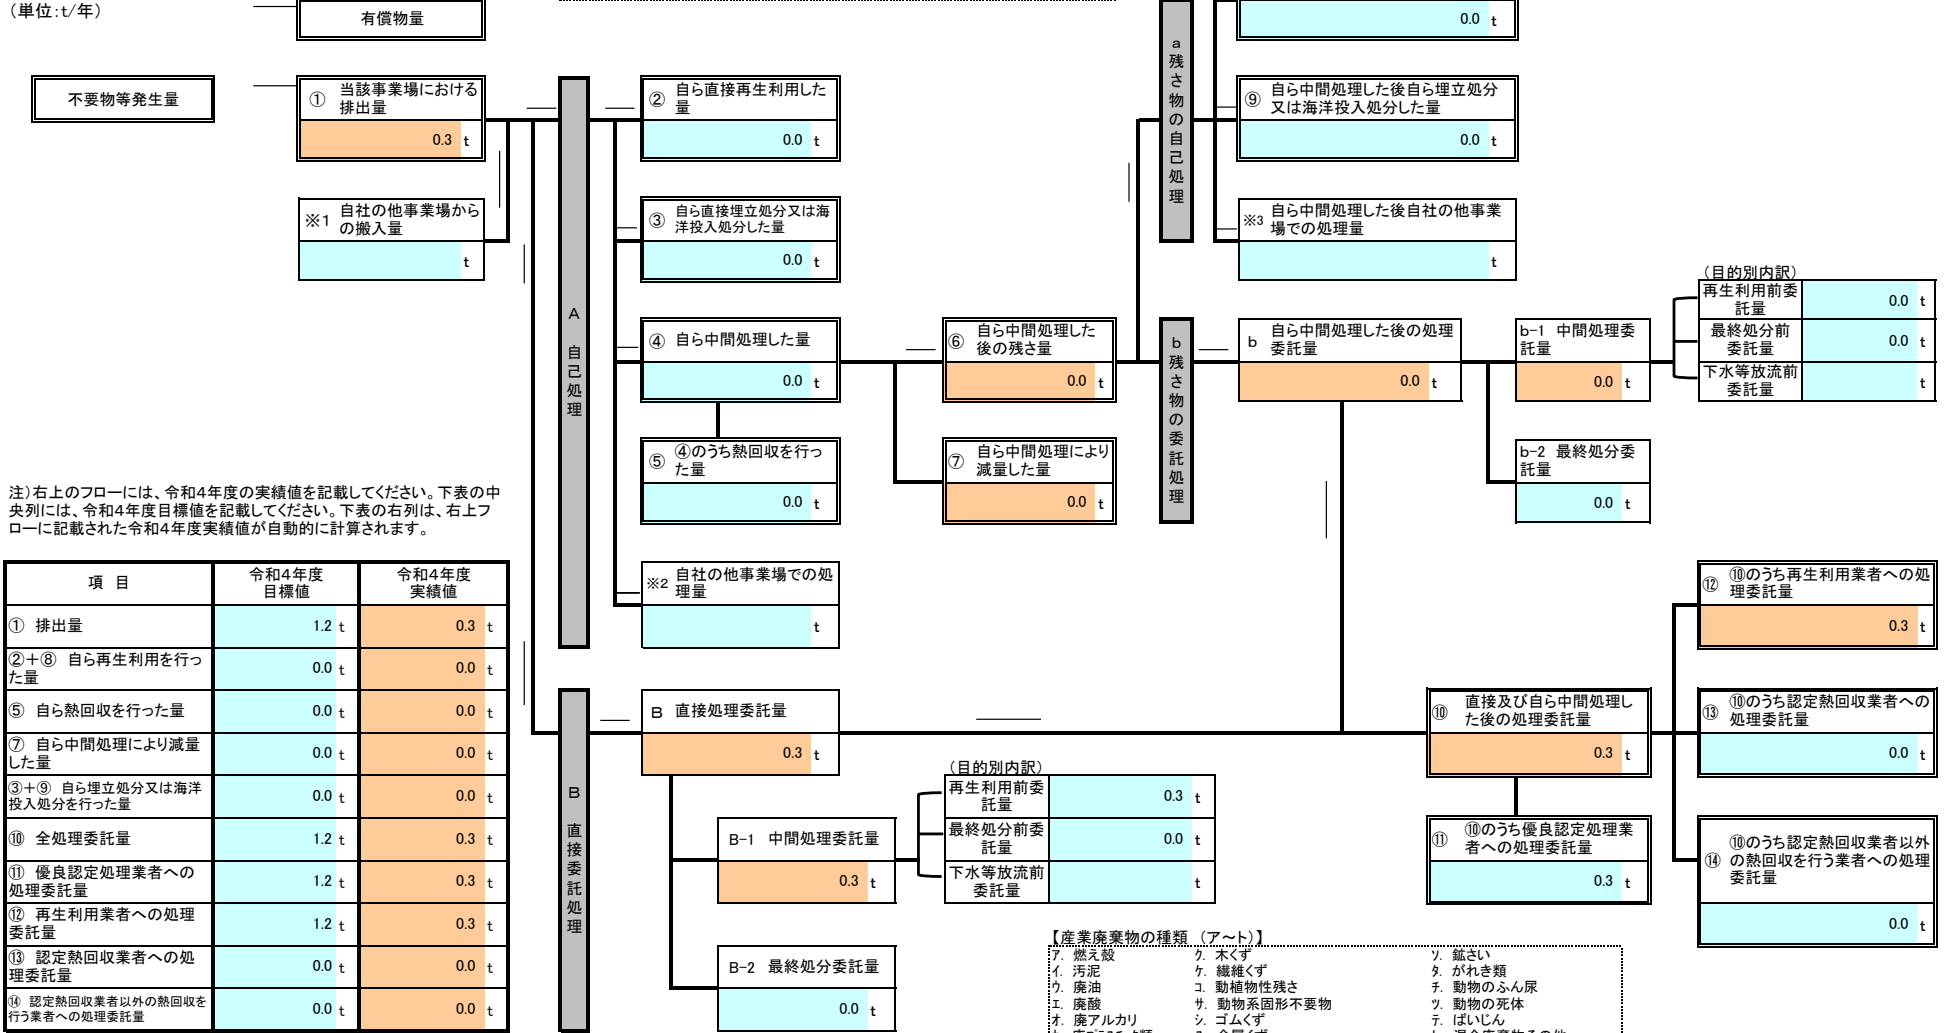 （単位:t/年）
有償物量
0.0 t
不要物等発生量
① 当該事業場における
排出量
0.3 t
※1 自社の他事業場から
の搬入量
t
A 自己処理
② 自ら直接再生利用した
量
0.0 t
③ 自ら直接埋立処分又は海
洋投入処分した量
0.0 t
④ 自ら中間処理した量
0.0 t
⑤ ④のうち熱回収を行っ
た量
0.0 t
※2 自社の他事業場での処
理量
t
⑥ 自ら中間処理した
後の残さ量
0.0 t
⑦ 自ら中間処理により
減量した量
0.0 t
a 残さ物の自己処理
⑨ 自ら中間処理した後自ら埋立処分
又は海洋投入処分した量
0.0 t
※3 自ら中間処理した後自社の他事業
場での処理量
t
b 残さ物の委託処理
b 自ら中間処理した後の処理
委託量
0.0 t
b-1 中間処理委
託量
0.0 t
b-2 最終処分委
託量
0.0 t
（目的別内訳）
再生利用前委
託量
0.0 t
最終処分前
委託量
0.0 t
下水等放流前
委託量
t
注）右上のフローには、令和4年度の実績値を記載してください。下表の中
央列には、令和4年度目標値を記載してください。下表の右列は、右上フ
ローに記載された令和4年度実績値が自動的に計算されます。
項 目 令和4年度
目標値 令和4年度
実績値
① 排出量 1.2 t 0.3 t
②＋⑧ 自ら再生利用を行っ
た量 0.0 t 0.0 t
⑤ 自ら熱回収を行った量 0.0 t 0.0 t
⑦ 自ら中間処理により減量
した量 0.0 t 0.0 t
③＋⑨ 自ら埋立処分又は海洋
投入処分を行った量 0.0 t 0.0 t
⑩ 全処理委託量 1.2 t 0.3 t
⑪ 優良認定処理業者への
処理委託量 1.2 t 0.3 t
⑫ 再生利用業者への処理
委託量 1.2 t 0.3 t
⑬ 認定熱回収業者への処
理委託量 0.0 t 0.0 t
⑭ 認定熱回収業者以外の熱回収を
行う業者への処理委託量 0.0 t 0.0 t
B 直接委託処理
B 直接処理委託量
0.3 t
B-1 中間処理委託量
0.3 t
B-2 最終処分委託量
0.0 t
（目的別内訳）
再生利用前委
託量
0.3 t
最終処分前委
託量
0.0 t
下水等放流前
委託量
t
⑩ 直接及び自ら中間処理し
た後の処理委託量
0.3 t
⑪ ⑩のうち優良認定処理業
者への処理委託量
0.3 t
⑫ ⑩のうち再生利用業者への処
理委託量
0.3 t
⑬ ⑩のうち認定熱回収業者への
処理委託量
0.0 t
⑭ ⑩のうち認定熱回収業者以外
の熱回収を行う業者への処理
委託量
0.0 t
【産業廃棄物の種類 （ア～ト）】
ア. 燃え殻 ク. 木くず ソ. 鉱さい
イ. 汚泥 ケ. 繊維くず タ. がれき類
ウ. 廃油 コ. 動植物性残さ チ. 動物のふん尿
エ. 廃酸 サ. 動物系固形不要物 ツ. 動物の死体
オ. 廃アルカリ シ. ゴムくず テ. ばいじん